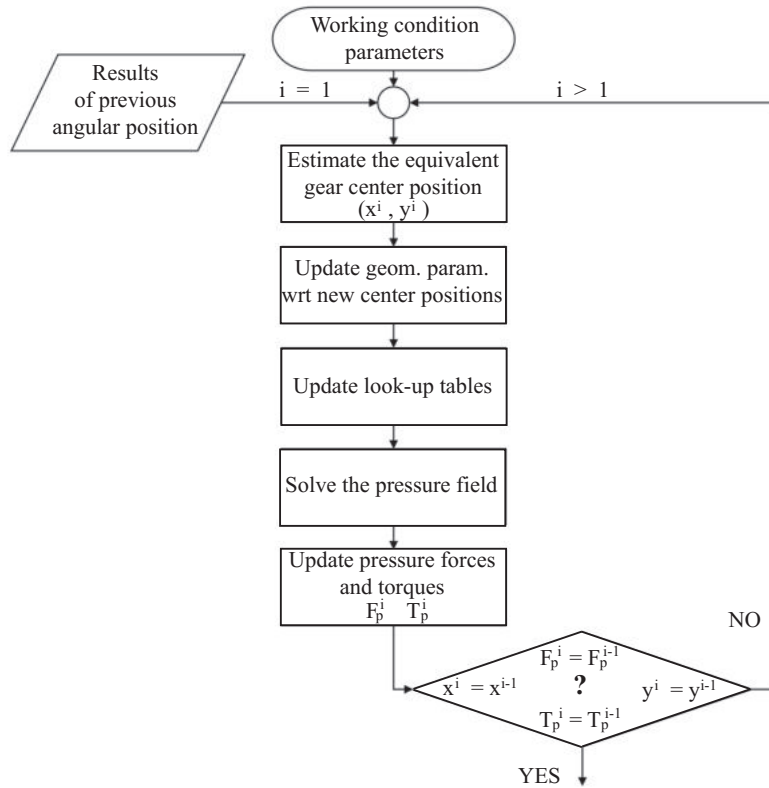 Working condition
parameters
Results
of previous
angular position
i = 1
i > 1
Estimate the equivalent
gear center position
(xⁱ , yⁱ )
Update geom. param.
wrt new center positions
Update look-up tables
Solve the pressure field
Update pressure forces
and torques
Fₚⁱ Tₚⁱ
NO
Fₚⁱ = Fₚⁱ⁻¹
xⁱ = xⁱ⁻¹ ? yⁱ = yⁱ⁻¹
Tₚⁱ = Tₚⁱ⁻¹
YES